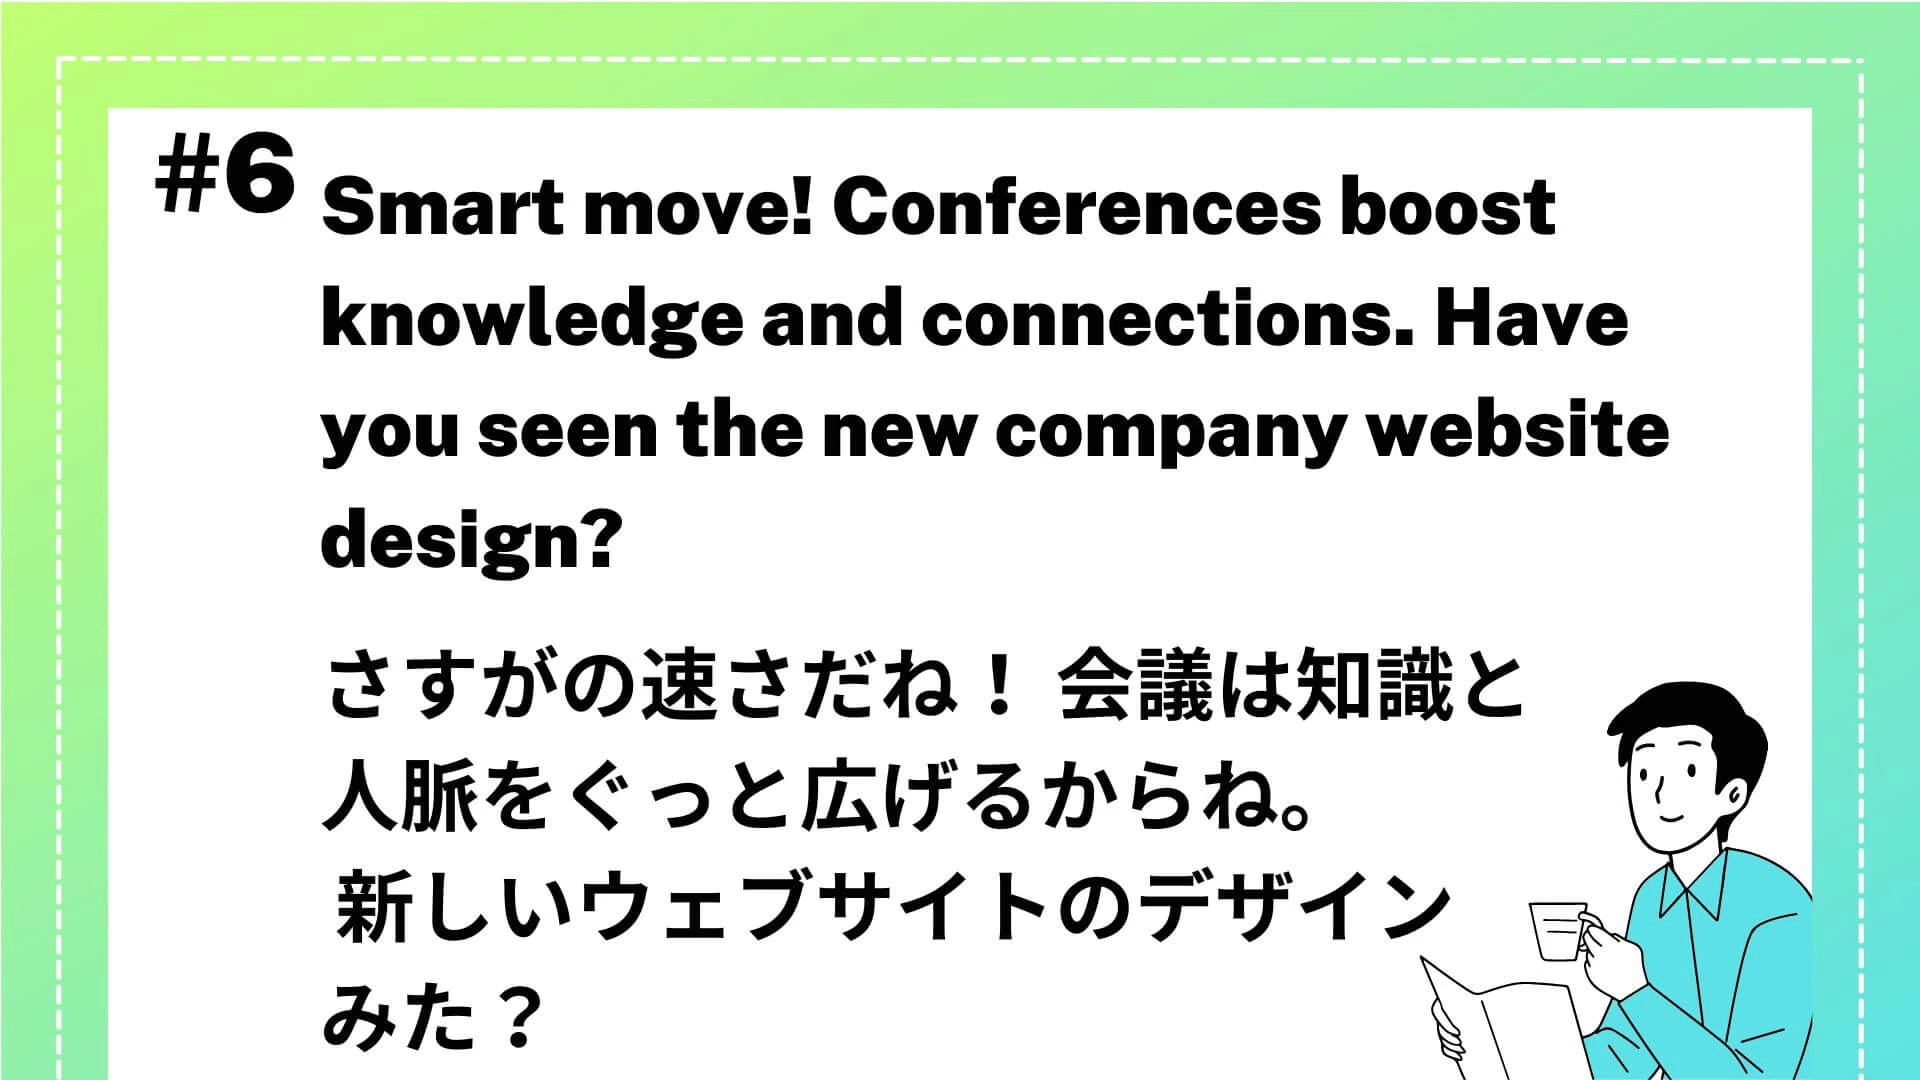 #6
Smart move! Conferences boost
knowledge and connections. Have
you seen the new company website
design?
さすがの速さだね！ 会議は知識と
人脈をぐっと広げるからね。
新しいウェブサイトのデザイン
みた？